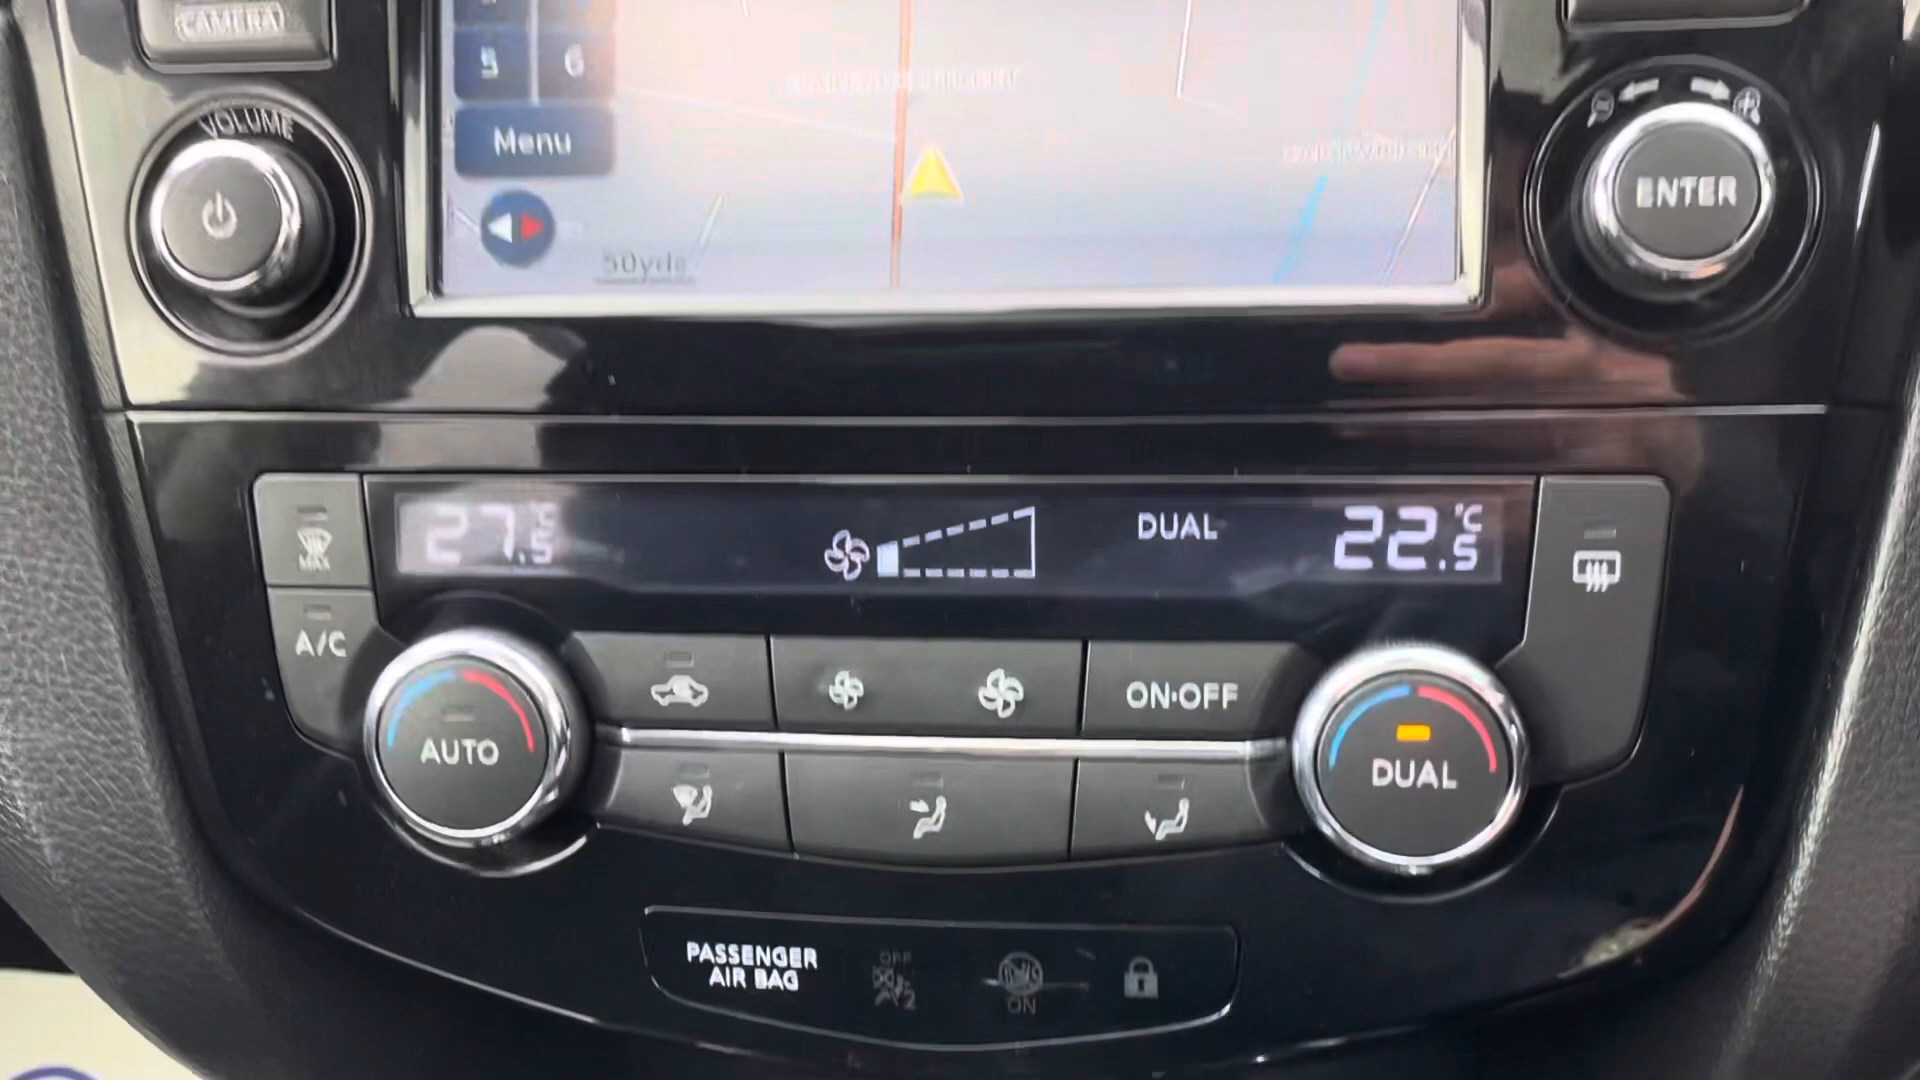 CAMERA
5 6
VOLUME
Menu
ENTER
50yds
27.5 °C
DUAL
22.5 °C
MAX
A/C
AUTO
ON·OFF
DUAL
PASSENGER
AIR BAG
OFF
2
ON